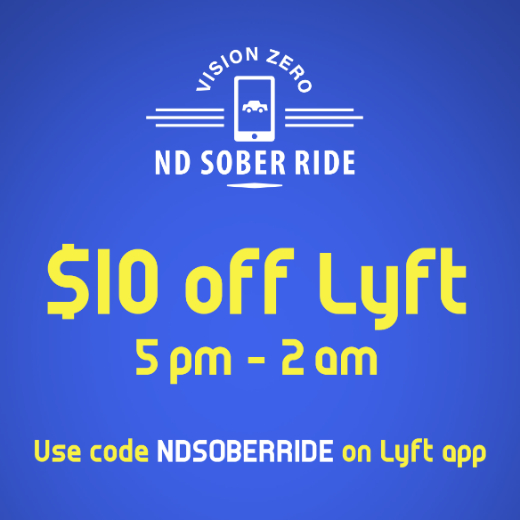 VISION ZERO
ND SOBER RIDE
$10 off Lyft
5 pm - 2 am
Use code NDSOBERRIDE on Lyft app